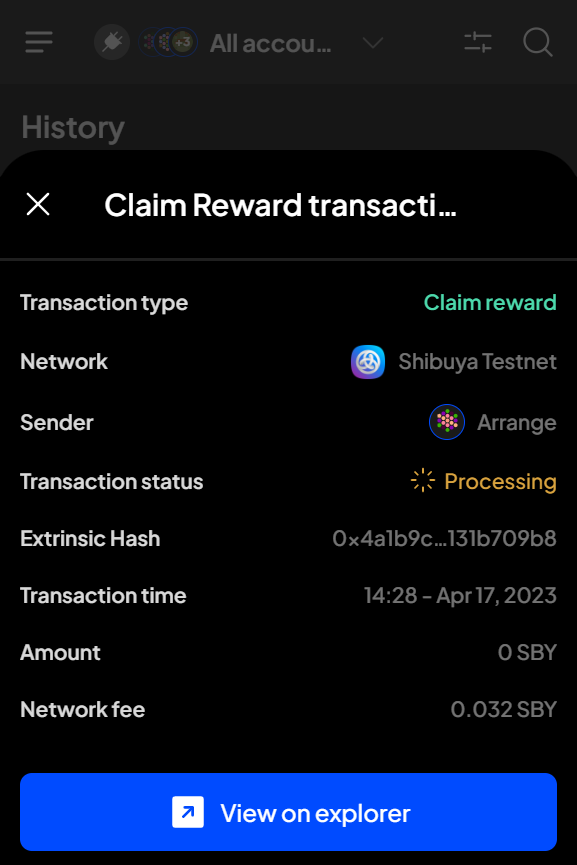 +3 All accou...
History
Claim Reward transacti...
Transaction type Claim reward
Network Shibuya Testnet
Sender Arrange
Transaction status Processing
Extrinsic Hash 0x4a1b9c...131b709b8
Transaction time 14:28 - Apr 17, 2023
Amount 0 SBY
Network fee 0.032 SBY
View on explorer